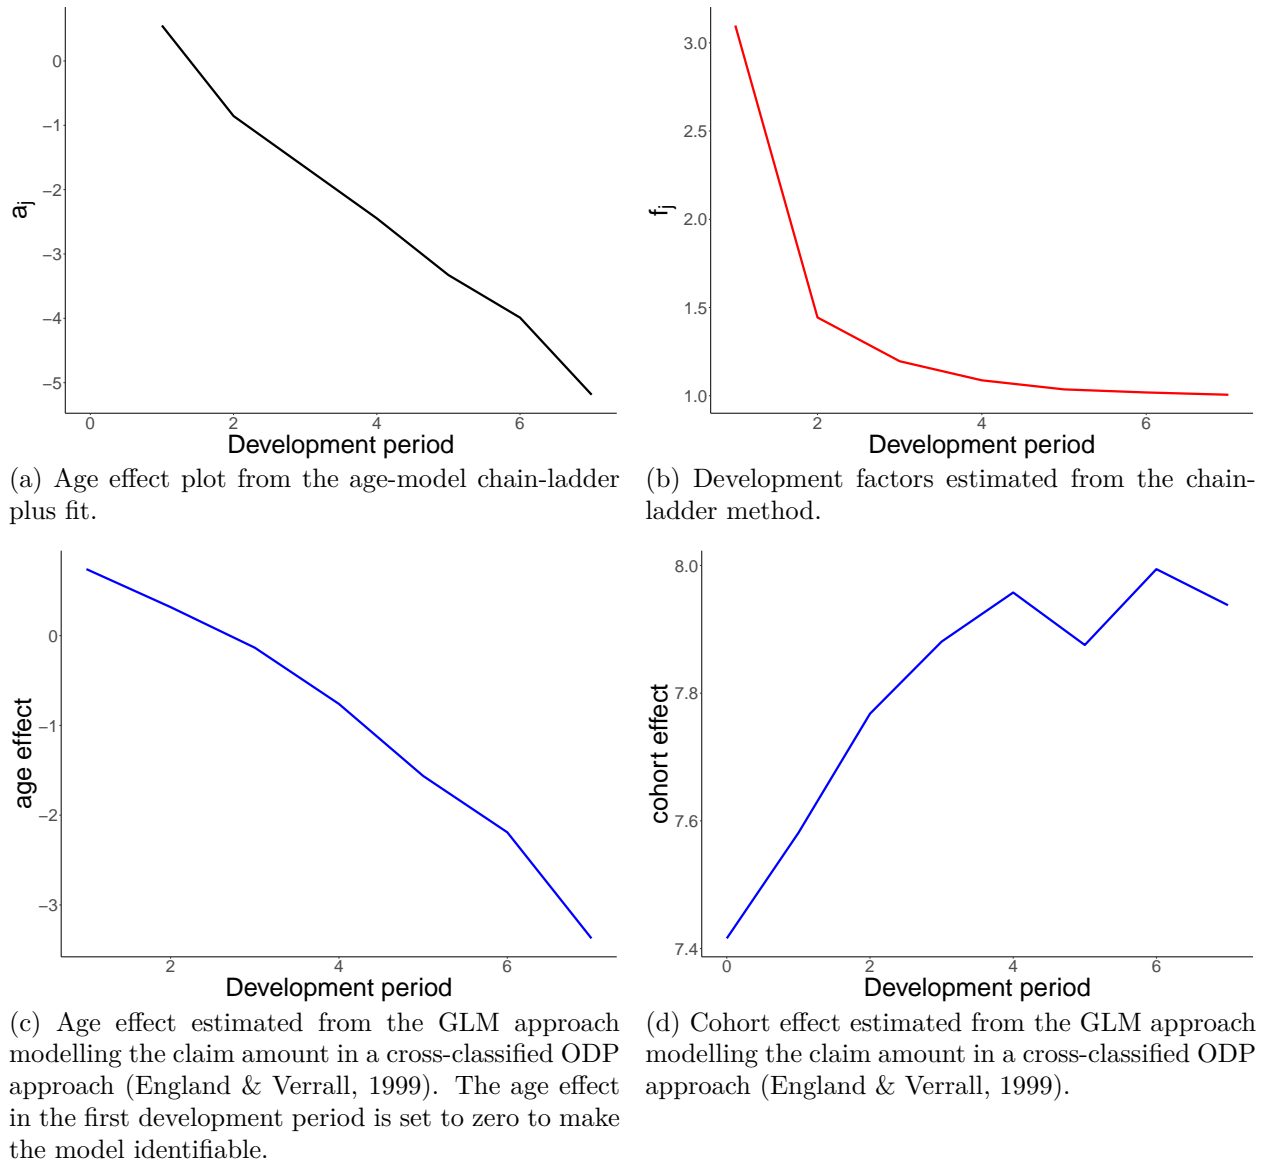 0
−1
−2
−3
−4
−5
a_j
0
2
4
6
Development period
3.0
2.5
2.0
1.5
1.0
f_j
2
4
6
Development period
(a) Age effect plot from the age-model chain-ladder
plus fit.
(b) Development factors estimated from the chain-
ladder method.
0
−1
−2
−3
age effect
2
4
6
Development period
8.0
7.8
7.6
7.4
cohort effect
0
2
4
6
Development period
(c) Age effect estimated from the GLM approach
modelling the claim amount in a cross-classified ODP
approach (England & Verrall, 1999). The age effect
in the first development period is set to zero to make
the model identifiable.
(d) Cohort effect estimated from the GLM approach
modelling the claim amount in a cross-classified ODP
approach (England & Verrall, 1999).